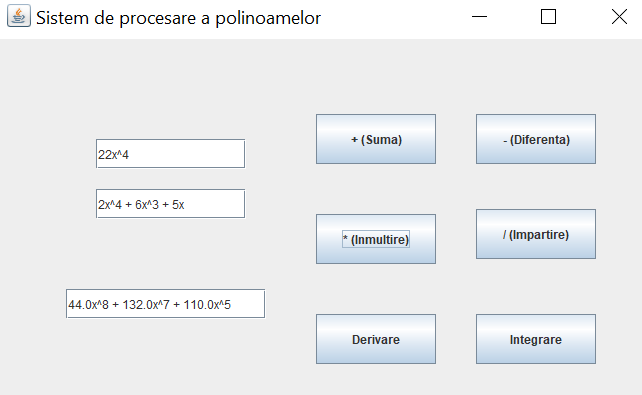 Sistem de procesare a polinoamelor
22x^4
2x^4 + 6x^3 + 5x
44.0x^8 + 132.0x^7 + 110.0x^5
+ (Suma)
- (Diferenta)
* (Inmultire)
/ (Impartire)
Derivare
Integrare